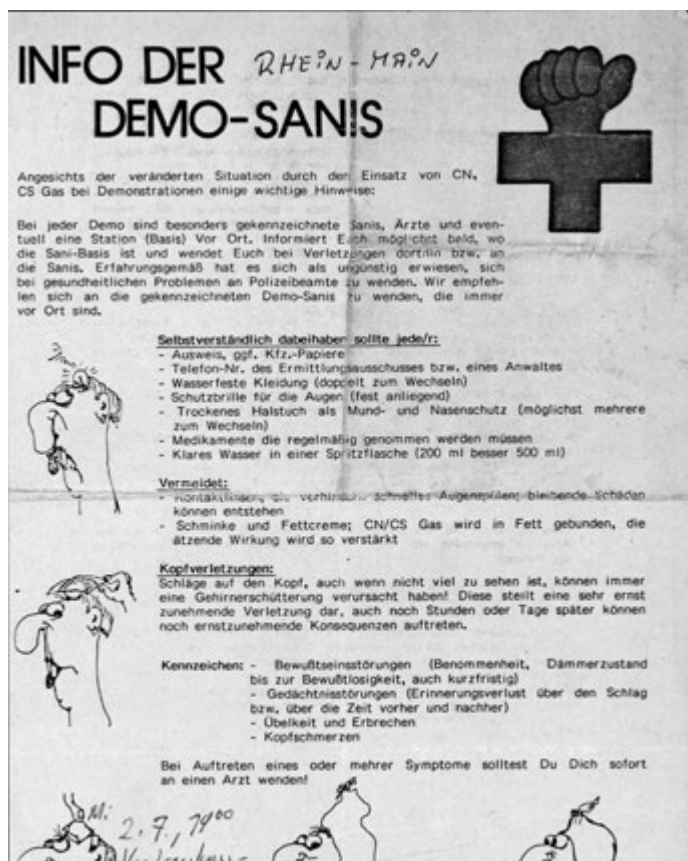 INFO DER RHEIN-MAIN
DEMO-SANIS
Angesichts der veränderten Situation durch den Einsatz von CN,
CS Gas bei Demonstrationen einige wichtige Hinweise:
Bei jeder Demo sind besonders gekennzeichnete Sanis, Ärzte und even-
tuell eine Station (Basis) Vor Ort. Informiert Euch möglichst bald, wo
die Sani-Basis ist und wendet Euch bei Verletzungen dorthin bzw. an
die Sanis. Erfahrungsgemäß hat es sich als ungünstig erwiesen, sich
bei gesundheitlichen Problemen an Polizeibeamte zu wenden. Wir empfeh-
len sich an die gekennzeichneten Demo-Sanis zu wenden, die immer
vor Ort sind.
Selbstverständlich dabeihaben sollte jede/r:
- Ausweis, ggf. Kfz.-Papiere
- Telefon-Nr. des Ermittlungsausschusses bzw. eines Anwaltes
- Wasserfeste Kleidung (doppelt zum Wechseln)
- Schutzbrille für die Augen (fest anliegend)
- Trockenes Halstuch als Mund- und Nasenschutz (möglichst mehrere
zum Wechseln)
- Medikamente die regelmäßig genommen werden müssen
- Klares Wasser in einer Spritzflasche (200 ml besser 500 ml)
Vermeidet:
- Kontaktlinsen, sie verhindern schnelles Augenspülen; bleibende Schäden
können entstehen
- Schminke und Fettcreme; CN/CS Gas wird in Fett gebunden, die
ätzende Wirkung wird so verstärkt
Kopfverletzungen:
Schläge auf den Kopf, auch wenn nicht viel zu sehen ist, können immer
eine Gehirnerschütterung verursacht haben! Diese stellt eine sehr ernst
zunehmende Verletzung dar, auch noch Stunden oder Tage später können
noch ernstzunehmende Konsequenzen auftreten.
Kennzeichen: - Bewußtseinsstörungen (Benommenheit, Dämmerzustand
bis zur Bewußtlosigkeit, auch kurzfristig)
- Gedächtnisstörungen (Erinnerungsverlust über den Schlag
bzw. über die Zeit vorher und nachher)
- Übelkeit und Erbrechen
- Kopfschmerzen
Bei Auftreten eines oder mehrer Symptome solltest Du Dich sofort
an einen Arzt wenden!
Mi
2.7., 19⁰⁰